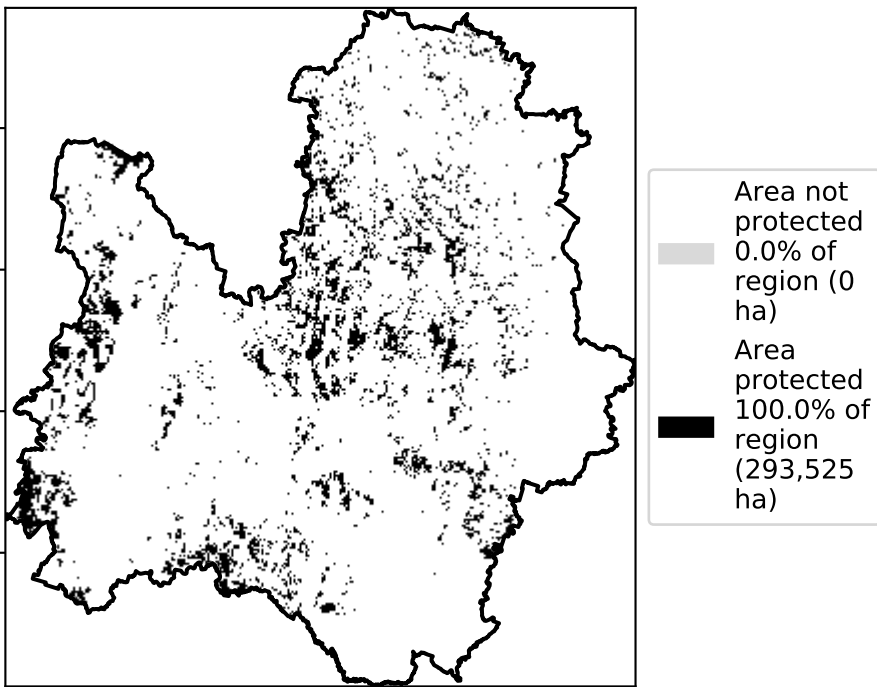 Area not
protected
0.0% of
region (0
ha)
Area
protected
100.0% of
region
(293,525
ha)